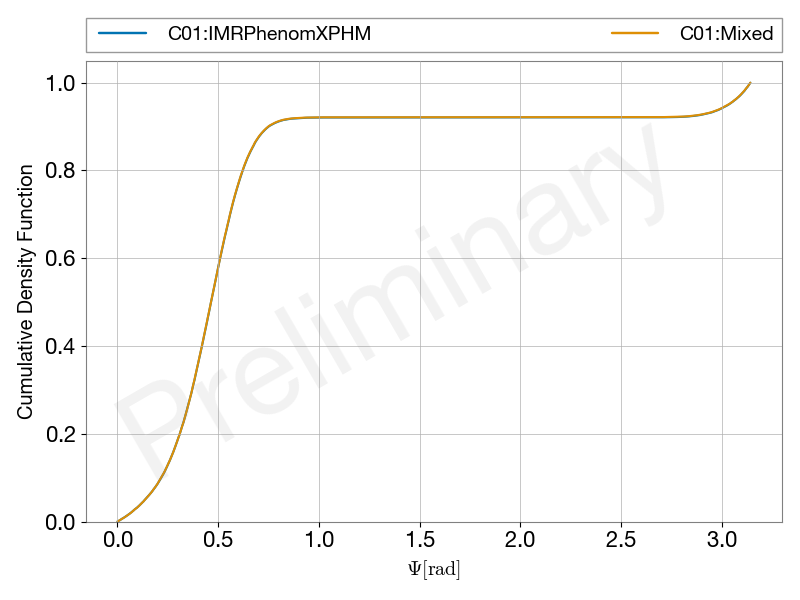 C01:IMRPhenomXPHM C01:Mixed
1.0
0.8
0.6
0.4
0.2
0.0
Cumulative Density Function
Preliminary
0.0 0.5 1.0 1.5 2.0 2.5 3.0
Ψ[rad]